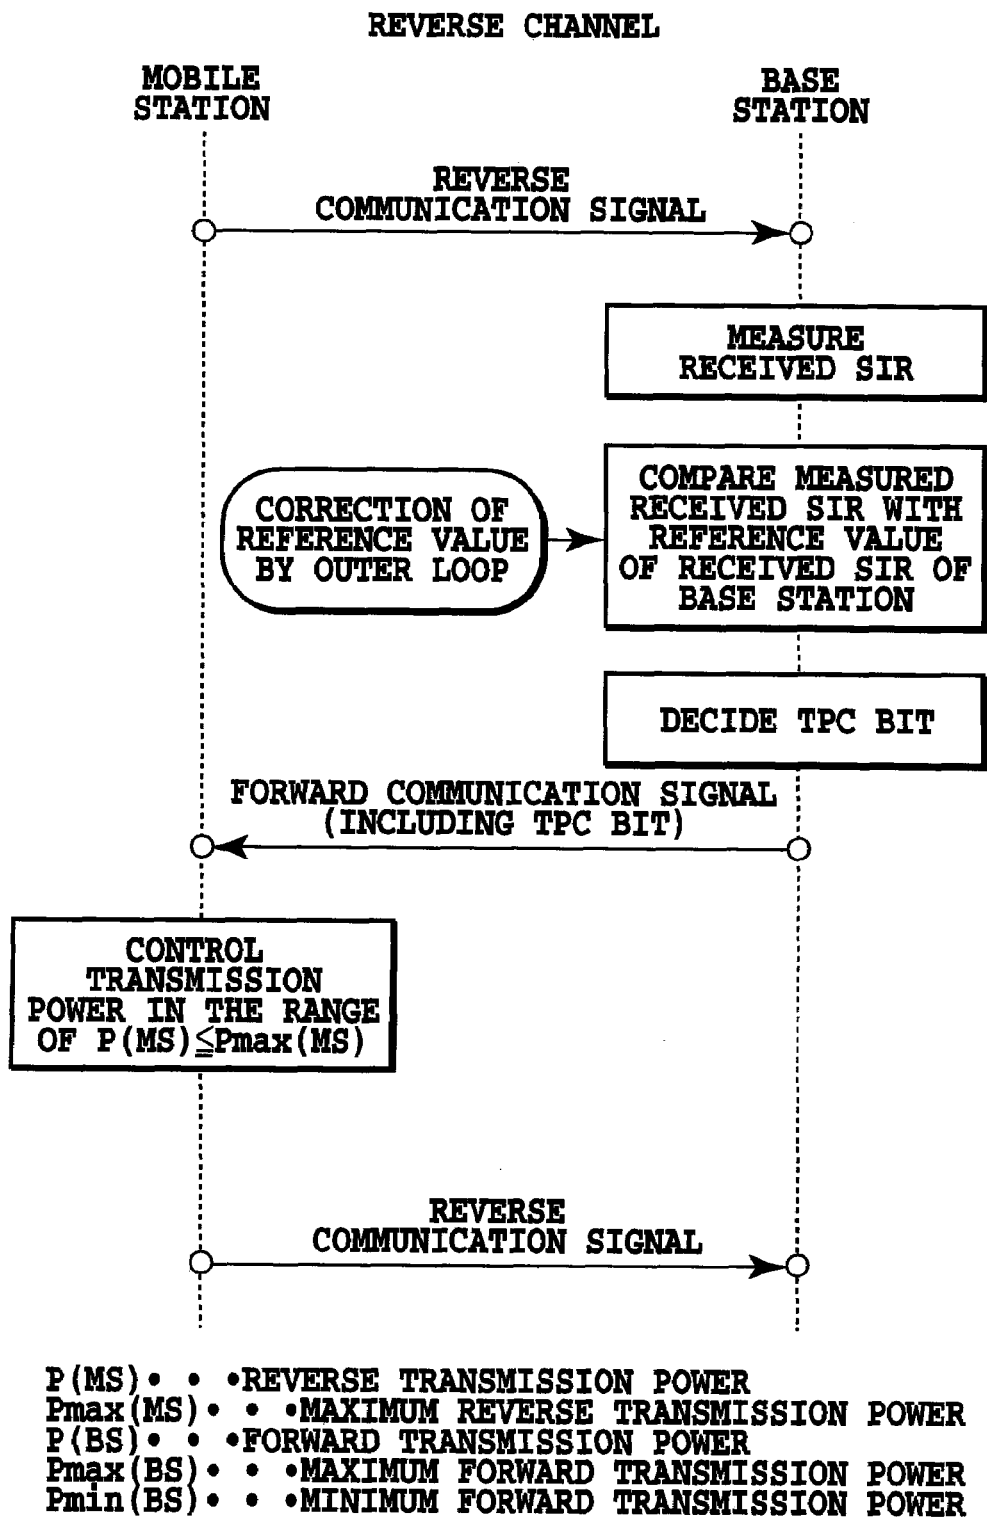 REVERSE CHANNEL
MOBILE
STATION
BASE
STATION
REVERSE
COMMUNICATION SIGNAL
MEASURE
RECEIVED SIR
CORRECTION OF
REFERENCE VALUE
BY OUTER LOOP
COMPARE MEASURED
RECEIVED SIR WITH
REFERENCE VALUE
OF RECEIVED SIR OF
BASE STATION
DECIDE TPC BIT
FORWARD COMMUNICATION SIGNAL
(INCLUDING TPC BIT)
CONTROL
TRANSMISSION
POWER IN THE RANGE
OF P(MS)≦Pmax(MS)
REVERSE
COMMUNICATION SIGNAL
P(MS)• • •REVERSE TRANSMISSION POWER
Pmax(MS)• • •MAXIMUM REVERSE TRANSMISSION POWER
P(BS)• • •FORWARD TRANSMISSION POWER
Pmax(BS)• • •MAXIMUM FORWARD TRANSMISSION POWER
Pmin(BS)• • •MINIMUM FORWARD TRANSMISSION POWER